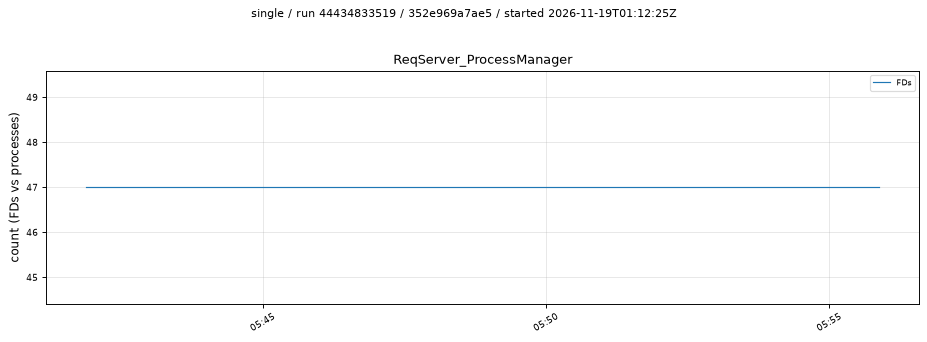 single / run 44434833519 / 352e969a7ae5 / started 2026-11-19T01:12:25Z
ReqServer_ProcessManager
FDs
count (FDs vs processes)
49
48
47
46
45
05:45
05:50
05:55